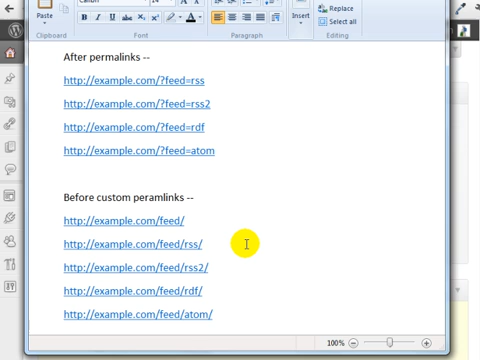 Paste
Calibri
14
Replace
Select all
Insert
Clipboard
Font
Paragraph
Editing
After permalinks --
http://example.com/?feed=rss
http://example.com/?feed=rss2
http://example.com/?feed=rdf
http://example.com/?feed=atom
Before custom peramlinks --
http://example.com/feed/
http://example.com/feed/rss/
http://example.com/feed/rss2/
http://example.com/feed/rdf/
http://example.com/feed/atom/
100%